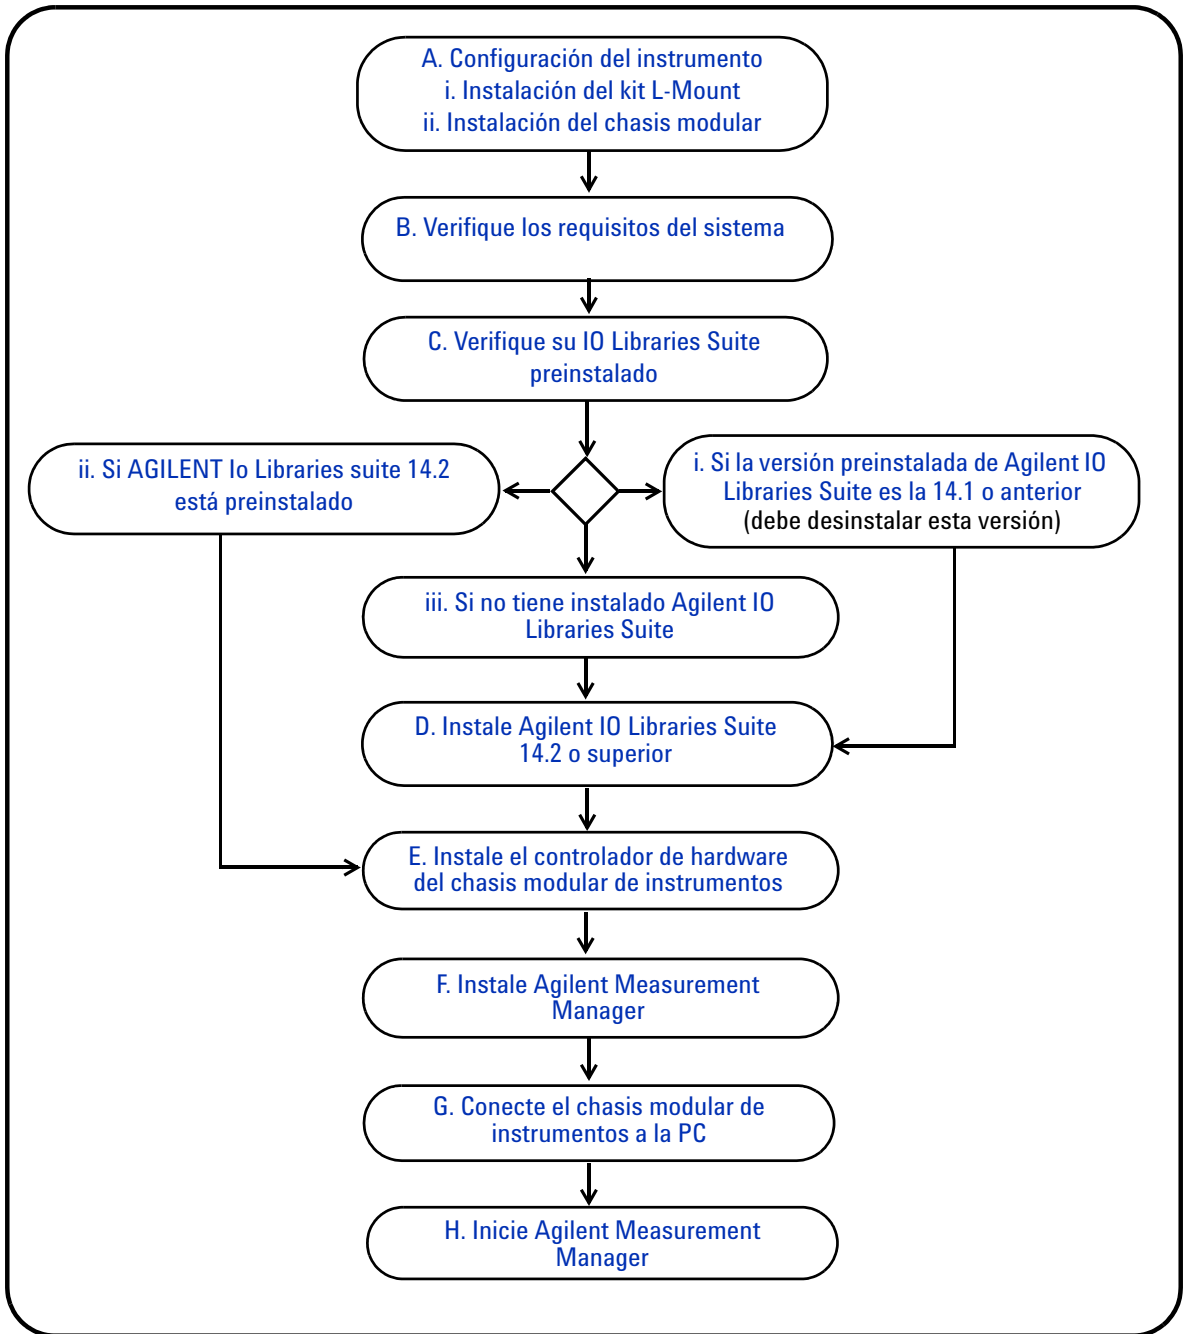 A. Configuración del instrumento
i. Instalación del kit L-Mount
ii. Instalación del chasis modular
B. Verifique los requisitos del sistema
C. Verifique su IO Libraries Suite
preinstalado
ii. Si AGILENT Io Libraries suite 14.2
está preinstalado
i. Si la versión preinstalada de Agilent IO
Libraries Suite es la 14.1 o anterior
(debe desinstalar esta versión)
iii. Si no tiene instalado Agilent IO
Libraries Suite
D. Instale Agilent IO Libraries Suite
14.2 o superior
E. Instale el controlador de hardware
del chasis modular de instrumentos
F. Instale Agilent Measurement
Manager
G. Conecte el chasis modular de
instrumentos a la PC
H. Inicie Agilent Measurement
Manager